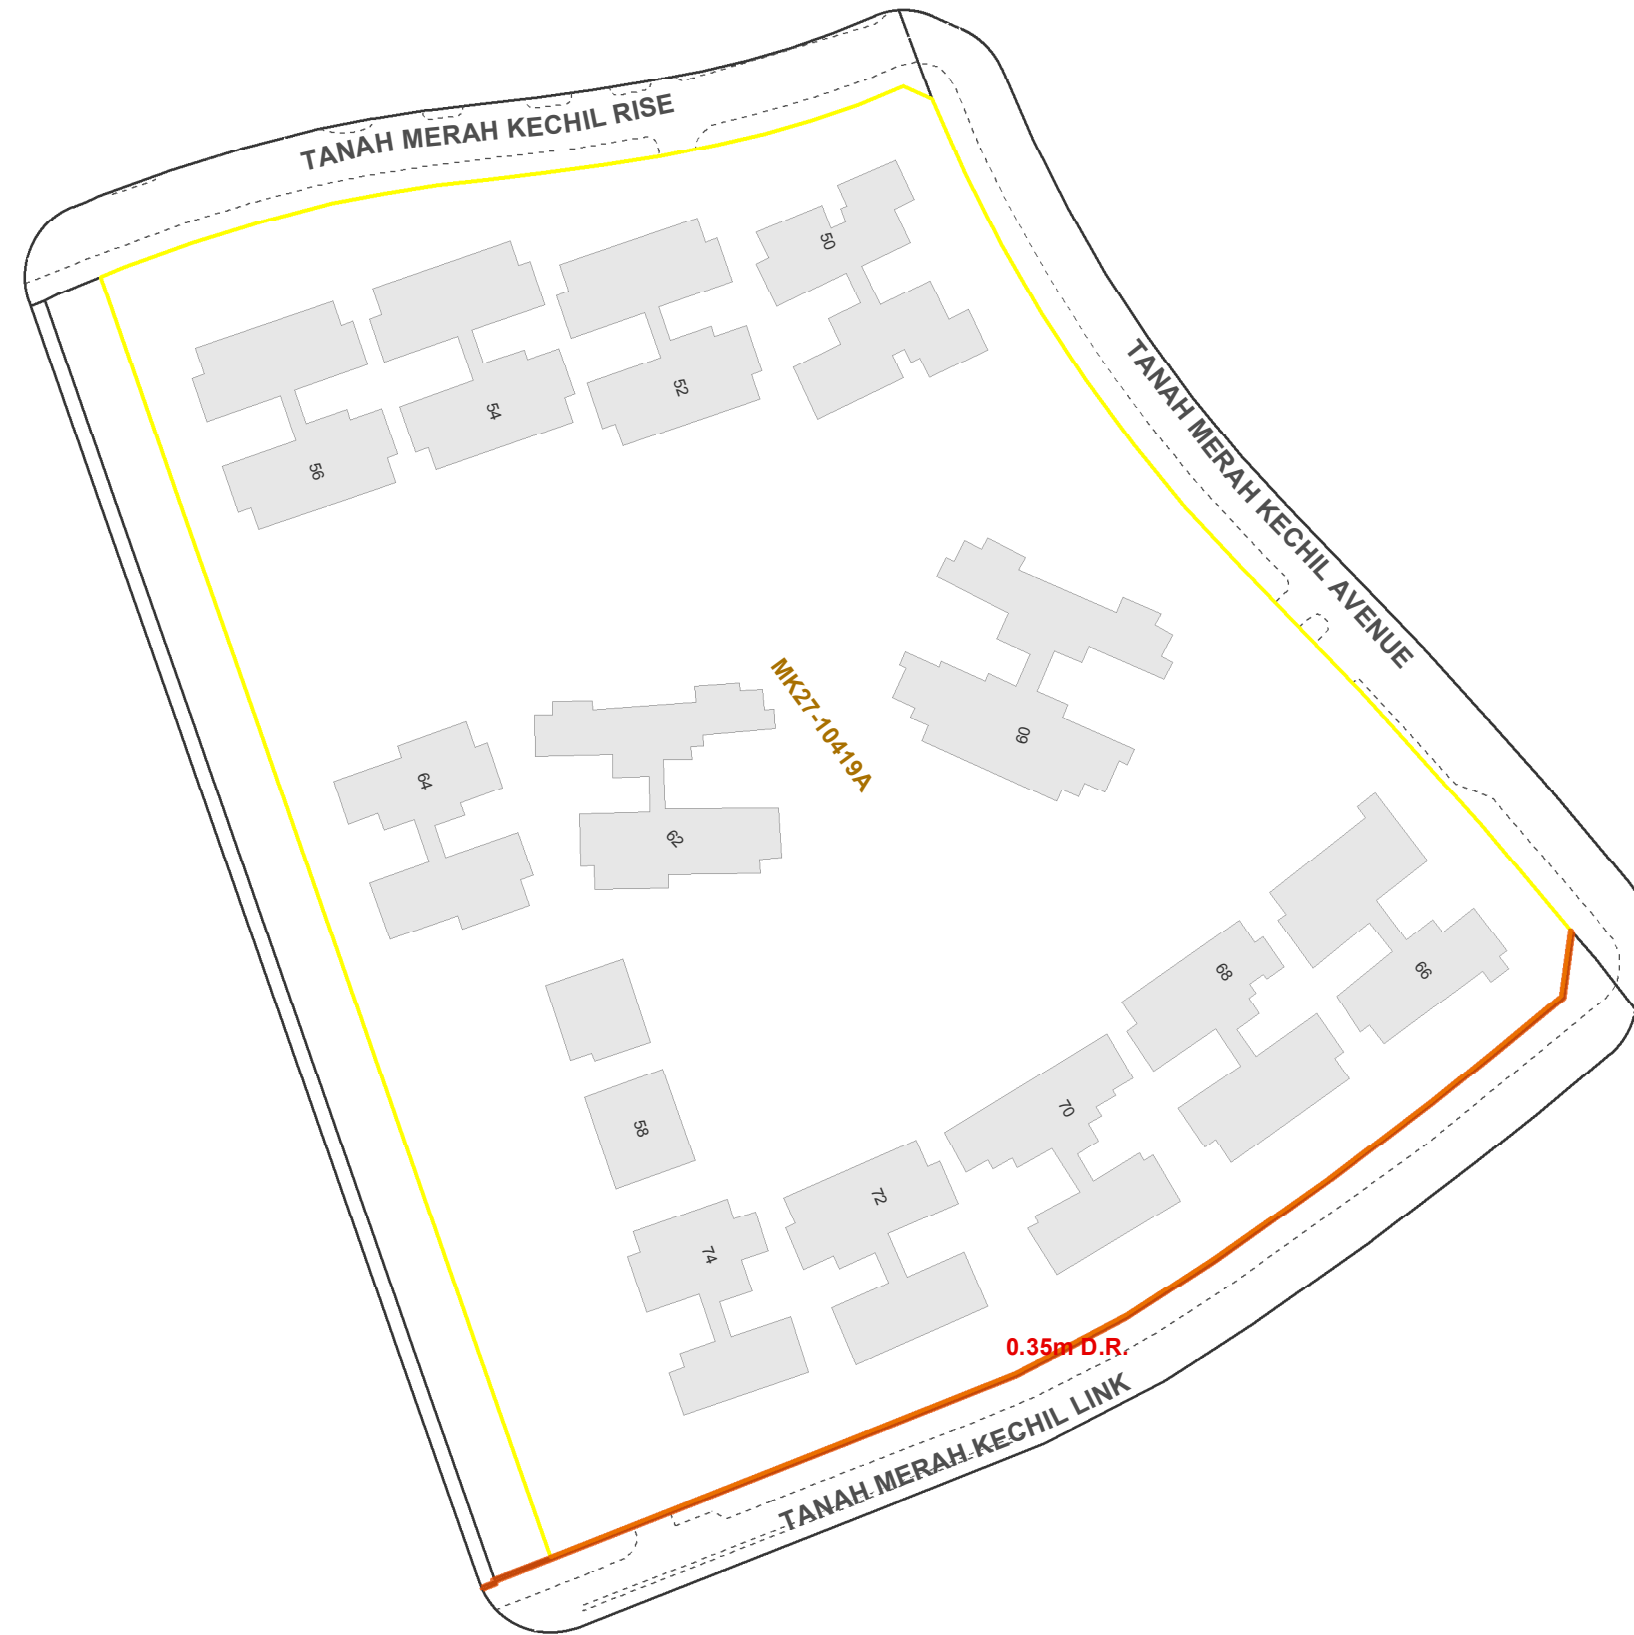 TANAH MERAH KECHIL RISE
50
52
54
56
TANAH MERAH KECHIL AVENUE
MK27-10419A
60
64
62
66
68
70
58
72
74
0.35m D.R.
TANAH MERAH KECHIL LINK